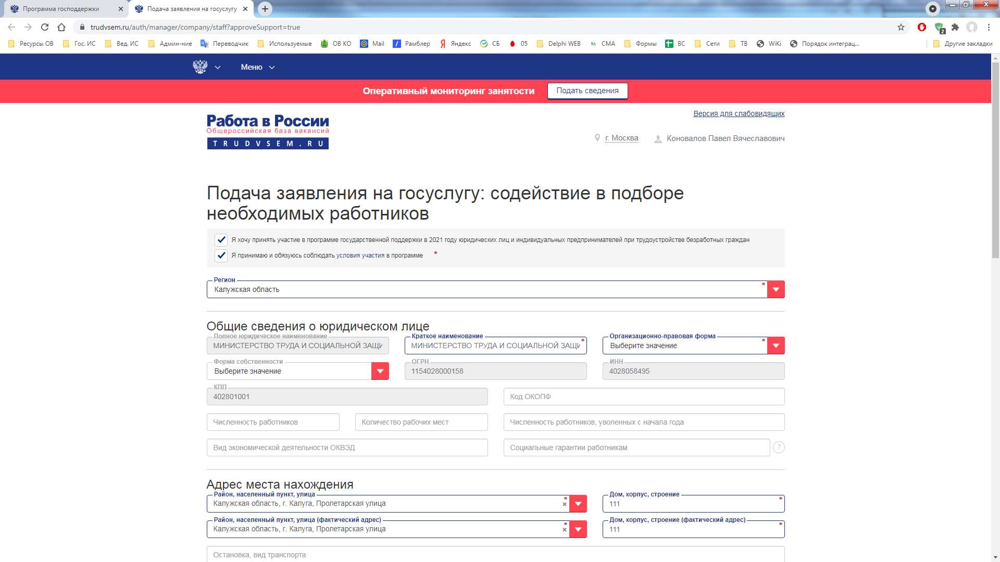 Программа господдержки
Подача заявления на госуслугу
trudvsem.ru/auth/manager/company/staff?approveSupport=true
2
Ресурсы ОВ
Гос. ИС
Вед. ИС
Админ-ние
Переводчик
Используемые
ОВ КО
Mail
Рамблер
Яндекс
СБ
05
Delphi WEB
СМА
Формы
ВС
Сети
ТВ
WiKi
Порядок интеграц...
Другие закладки
Меню
Оперативный мониторинг занятости
Подать сведения
Версия для слабовидящих
Работа в России
Общероссийская база вакансий
TRUDVSEM.RU
г. Москва
Коновалов Павел Вячеславович
Подача заявления на госуслугу: содействие в подборе
необходимых работников
Я хочу принять участие в программе государственной поддержки в 2021 году юридических лиц и индивидуальных предпринимателей при трудоустройстве безработных граждан
Я принимаю и обязуюсь соблюдать условия участия в программе *
Регион
Калужская область *
Общие сведения о юридическом лице
Полное юридическое наименование
МИНИСТЕРСТВО ТРУДА И СОЦИАЛЬНОЙ ЗАЩИ
Краткое наименование
МИНИСТЕРСТВО ТРУДА И СОЦИАЛЬНОЙ ЗАЩИ *
Организационно-правовая форма
Выберите значение *
Форма собственности
Выберите значение
ОГРН
1154028000158
ИНН
4028058495
КПП
402801001
Код ОКОПФ
Численность работников
Количество рабочих мест
Численность работников, уволенных с начала года
Вид экономической деятельности ОКВЭД
Социальные гарантии работникам
?
Адрес места нахождения
Район, населенный пункт, улица
Калужская область, г. Калуга, Пролетарская улица *
Дом, корпус, строение
111 *
Район, населенный пункт, улица (фактический адрес)
Калужская область, г. Калуга, Пролетарская улица *
Дом, корпус, строение (фактический адрес)
111 *
Остановка, вид транспорта